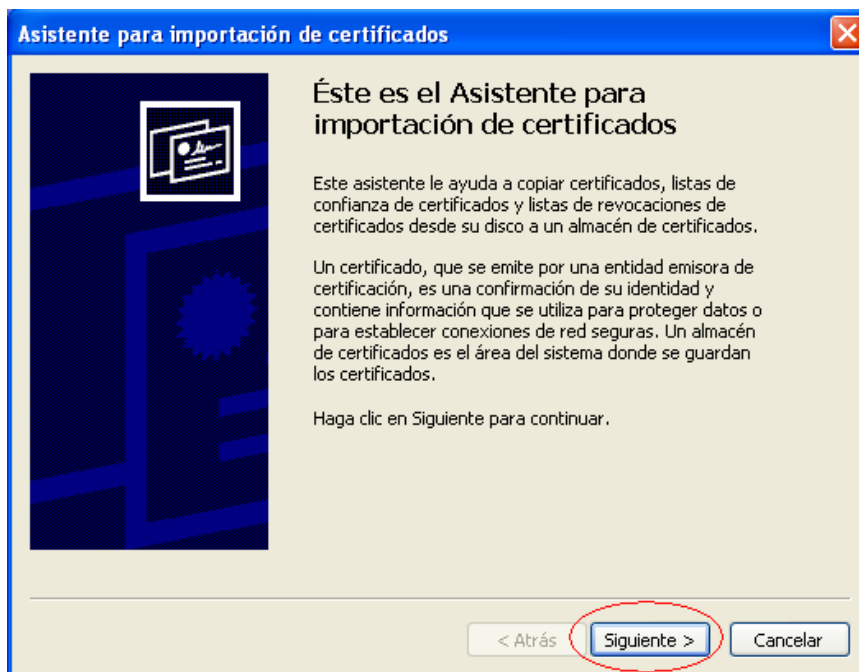 Asistente para importación de certificados
Éste es el Asistente para
importación de certificados
Este asistente le ayuda a copiar certificados, listas de
confianza de certificados y listas de revocaciones de
certificados desde su disco a un almacén de certificados.
Un certificado, que se emite por una entidad emisora de
certificación, es una confirmación de su identidad y
contiene información que se utiliza para proteger datos o
para establecer conexiones de red seguras. Un almacén
de certificados es el área del sistema donde se guardan
los certificados.
Haga clic en Siguiente para continuar.
< Atrás Siguiente > Cancelar